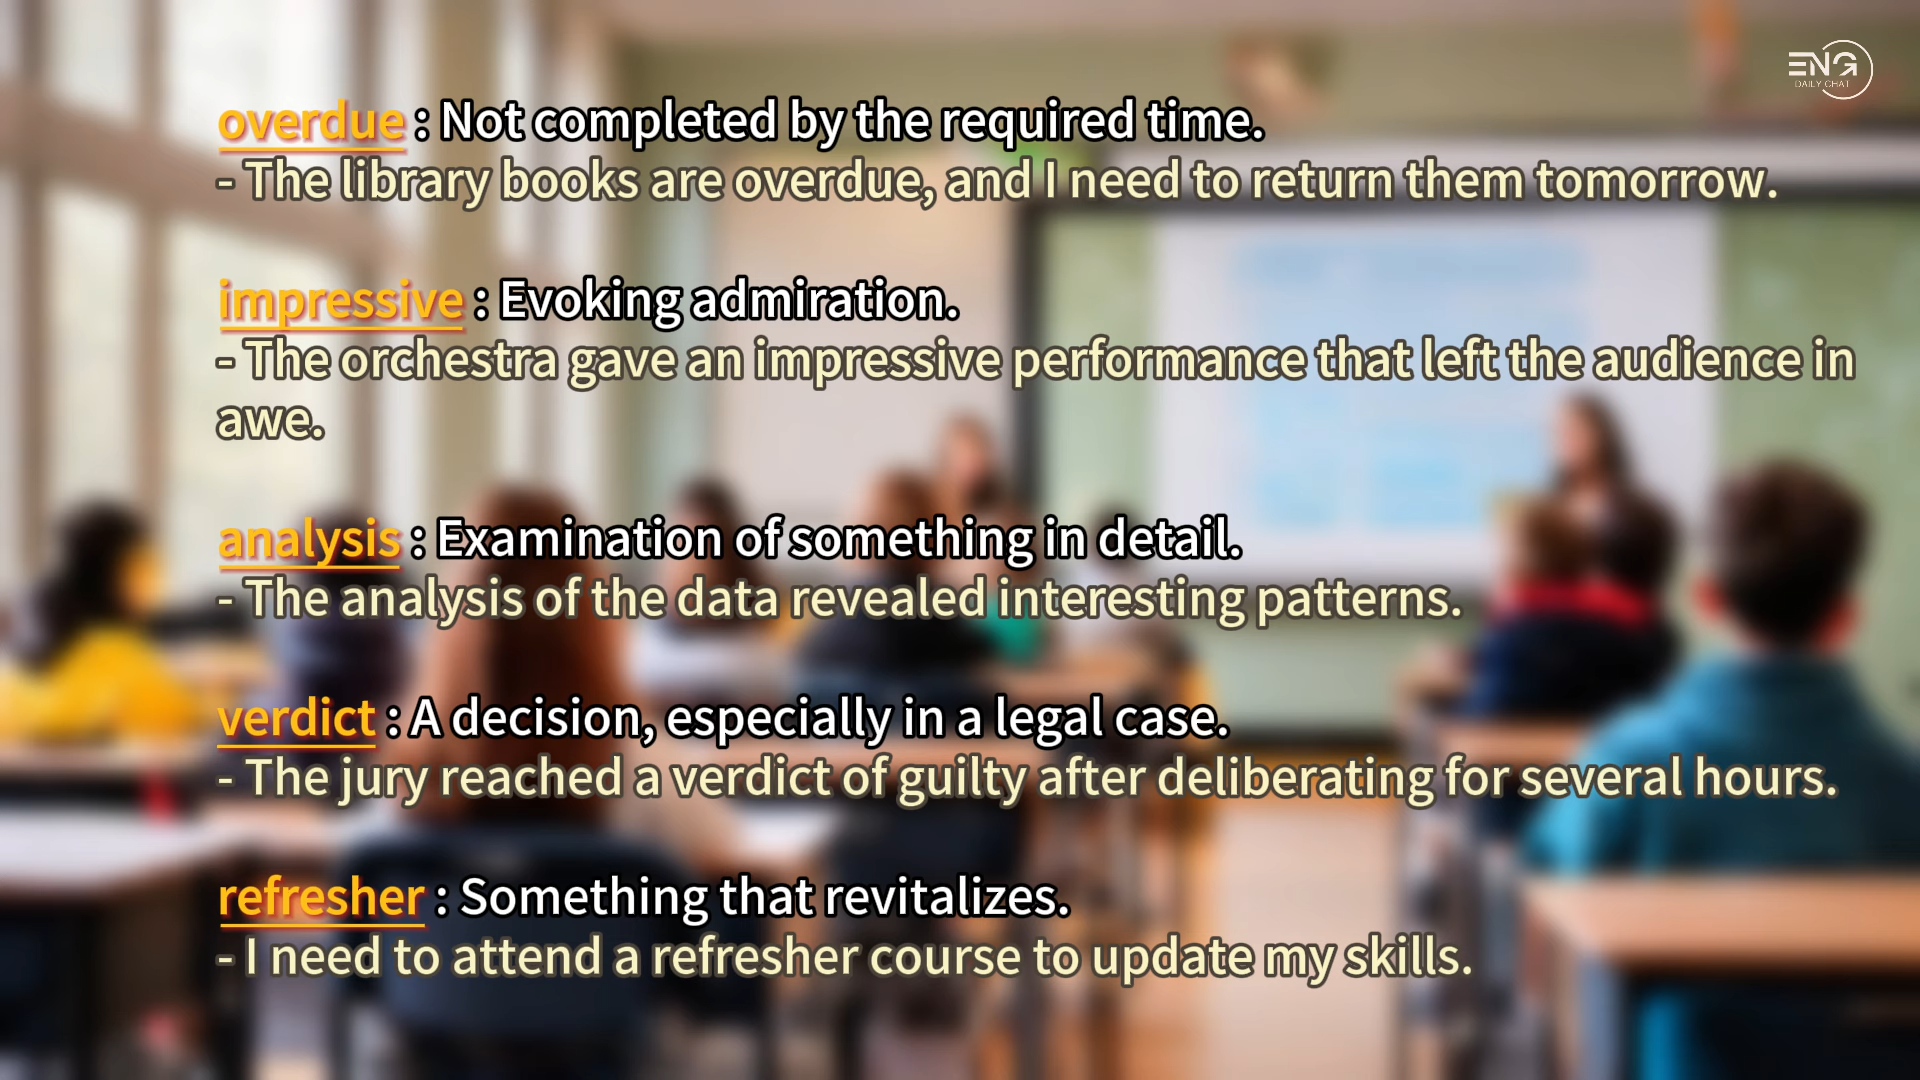 ENG
DAILY CHAT
overdue : Not completed by the required time.
- The library books are overdue, and I need to return them tomorrow.
impressive : Evoking admiration.
- The orchestra gave an impressive performance that left the audience in
awe.
analysis : Examination of something in detail.
- The analysis of the data revealed interesting patterns.
verdict : A decision, especially in a legal case.
- The jury reached a verdict of guilty after deliberating for several hours.
refresher : Something that revitalizes.
- I need to attend a refresher course to update my skills.